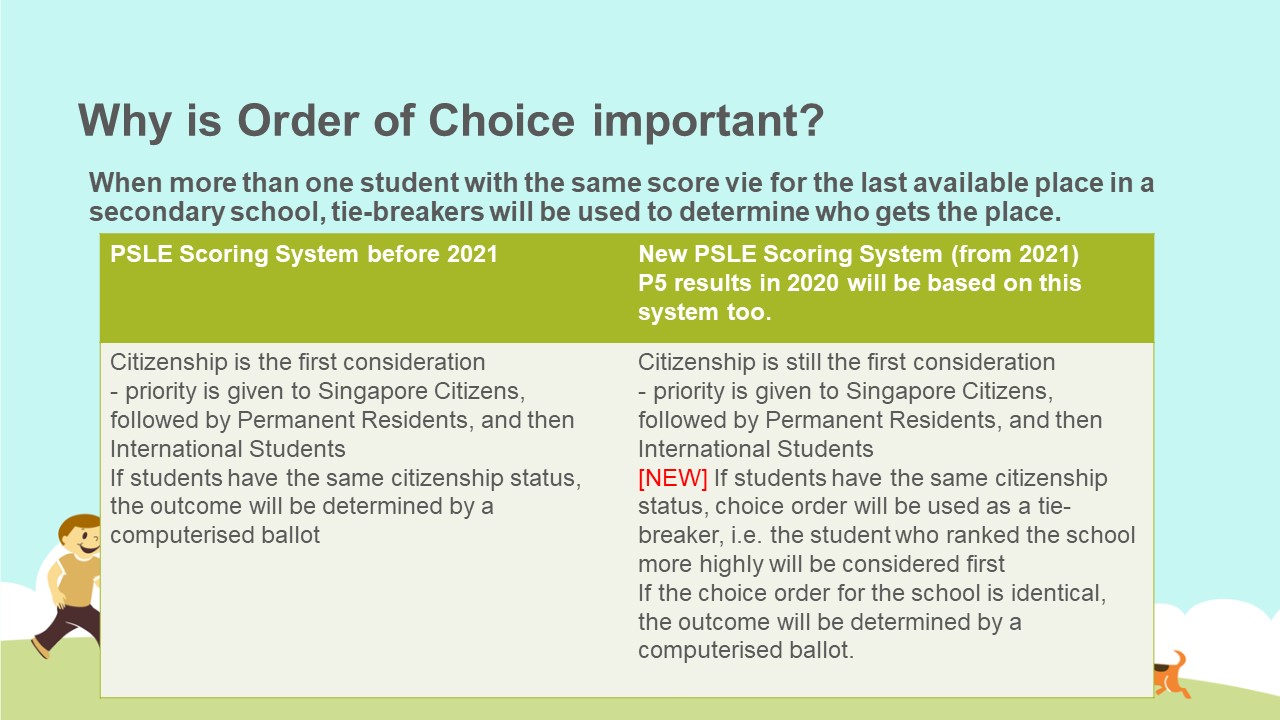 Why is Order of Choice important?
When more than one student with the same score vie for the last available place in a
secondary school, tie-breakers will be used to determine who gets the place.
PSLE Scoring System before 2021
New PSLE Scoring System (from 2021)
P5 results in 2020 will be based on this
system too.
Citizenship is the first consideration
- priority is given to Singapore Citizens,
followed by Permanent Residents, and then
International Students
If students have the same citizenship status,
the outcome will be determined by a
computerised ballot
Citizenship is still the first consideration
- priority is given to Singapore Citizens,
followed by Permanent Residents, and then
International Students
[NEW] If students have the same citizenship
status, choice order will be used as a tie-
breaker, i.e. the student who ranked the school
more highly will be considered first
If the choice order for the school is identical,
the outcome will be determined by a
computerised ballot.